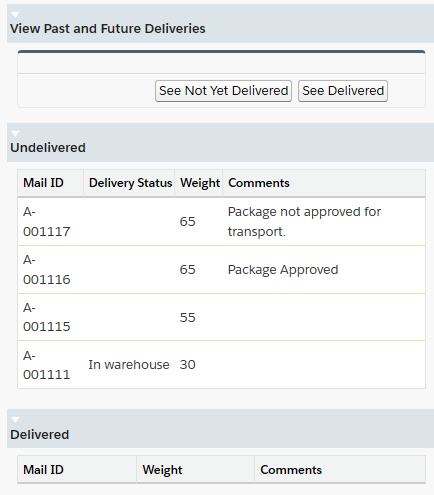 View Past and Future Deliveries
See Not Yet Delivered See Delivered
Undelivered
Mail ID Delivery Status Weight Comments
A-
001117 65 Package not approved for
transport.
A-
001116 65 Package Approved
A-
001115 55
A-
001111 In warehouse 30
Delivered
Mail ID Weight Comments